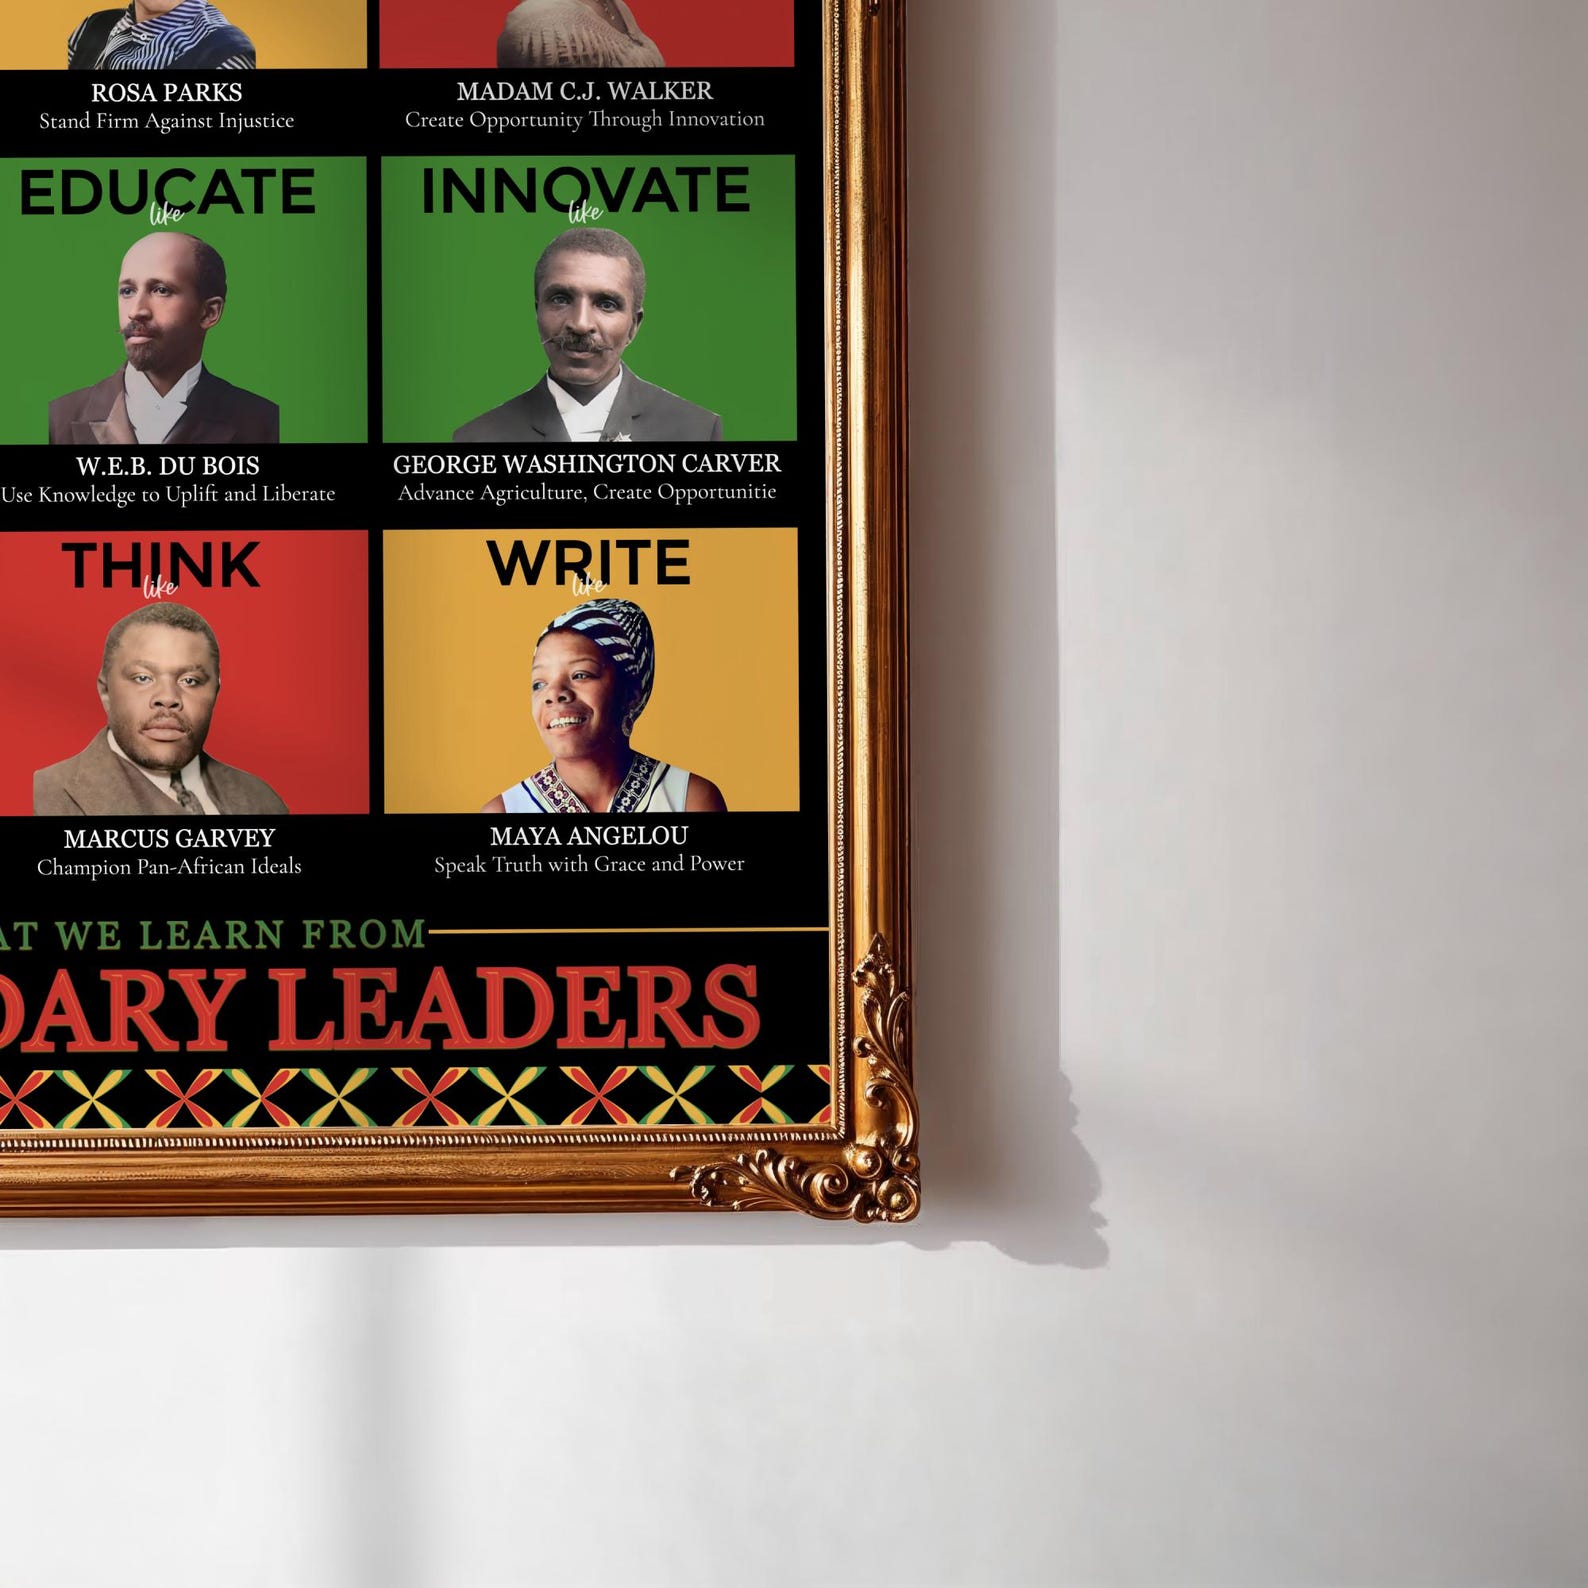 ROSA PARKS
Stand Firm Against Injustice
MADAM C.J. WALKER
Create Opportunity Through Innovation
EDUCATE
like
W.E.B. DU BOIS
Use Knowledge to Uplift and Liberate
INNOVATE
like
GEORGE WASHINGTON CARVER
Advance Agriculture, Create Opportunitie
THINK
like
MARCUS GARVEY
Champion Pan-African Ideals
WRITE
like
MAYA ANGELOU
Speak Truth with Grace and Power
AT WE LEARN FROM
DARY LEADERS